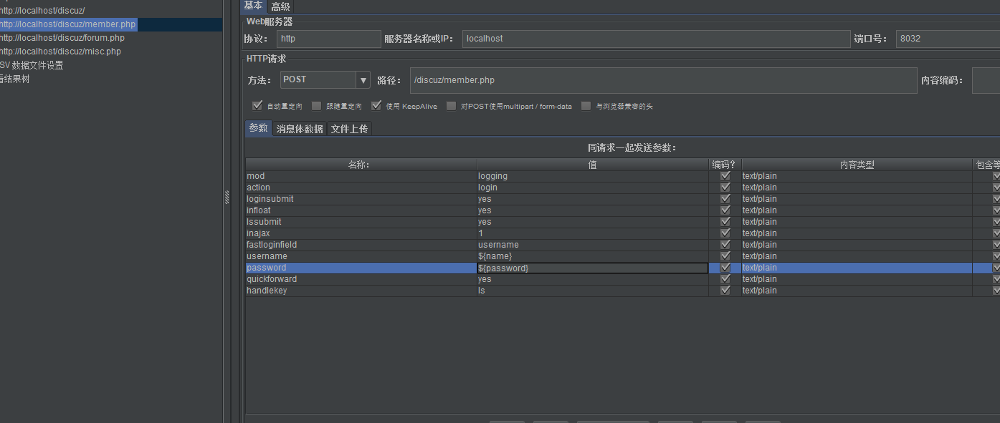 http://localhost/discuz/
http://localhost/discuz/member.php
http://localhost/discuz/forum.php
http://localhost/discuz/misc.php
SV 数据文件设置
看结果树
基本 高级
Web服务器
协议： http 服务器名称或IP： localhost 端口号： 8032
HTTP请求
方法： POST 路径： /discuz/member.php 内容编码：
自动重定向 跟随重定向 使用 KeepAlive 对POST使用multipart / form-data 与浏览器兼容的头
参数 消息体数据 文件上传
同请求一起发送参数：
名称： 值 编码？ 内容类型 包含等
mod logging text/plain
action login text/plain
loginsubmit yes text/plain
infloat yes text/plain
lssubmit yes text/plain
inajax 1 text/plain
fastloginfield username text/plain
username ${name} text/plain
password ${password} text/plain
quickforward yes text/plain
handlekey ls text/plain